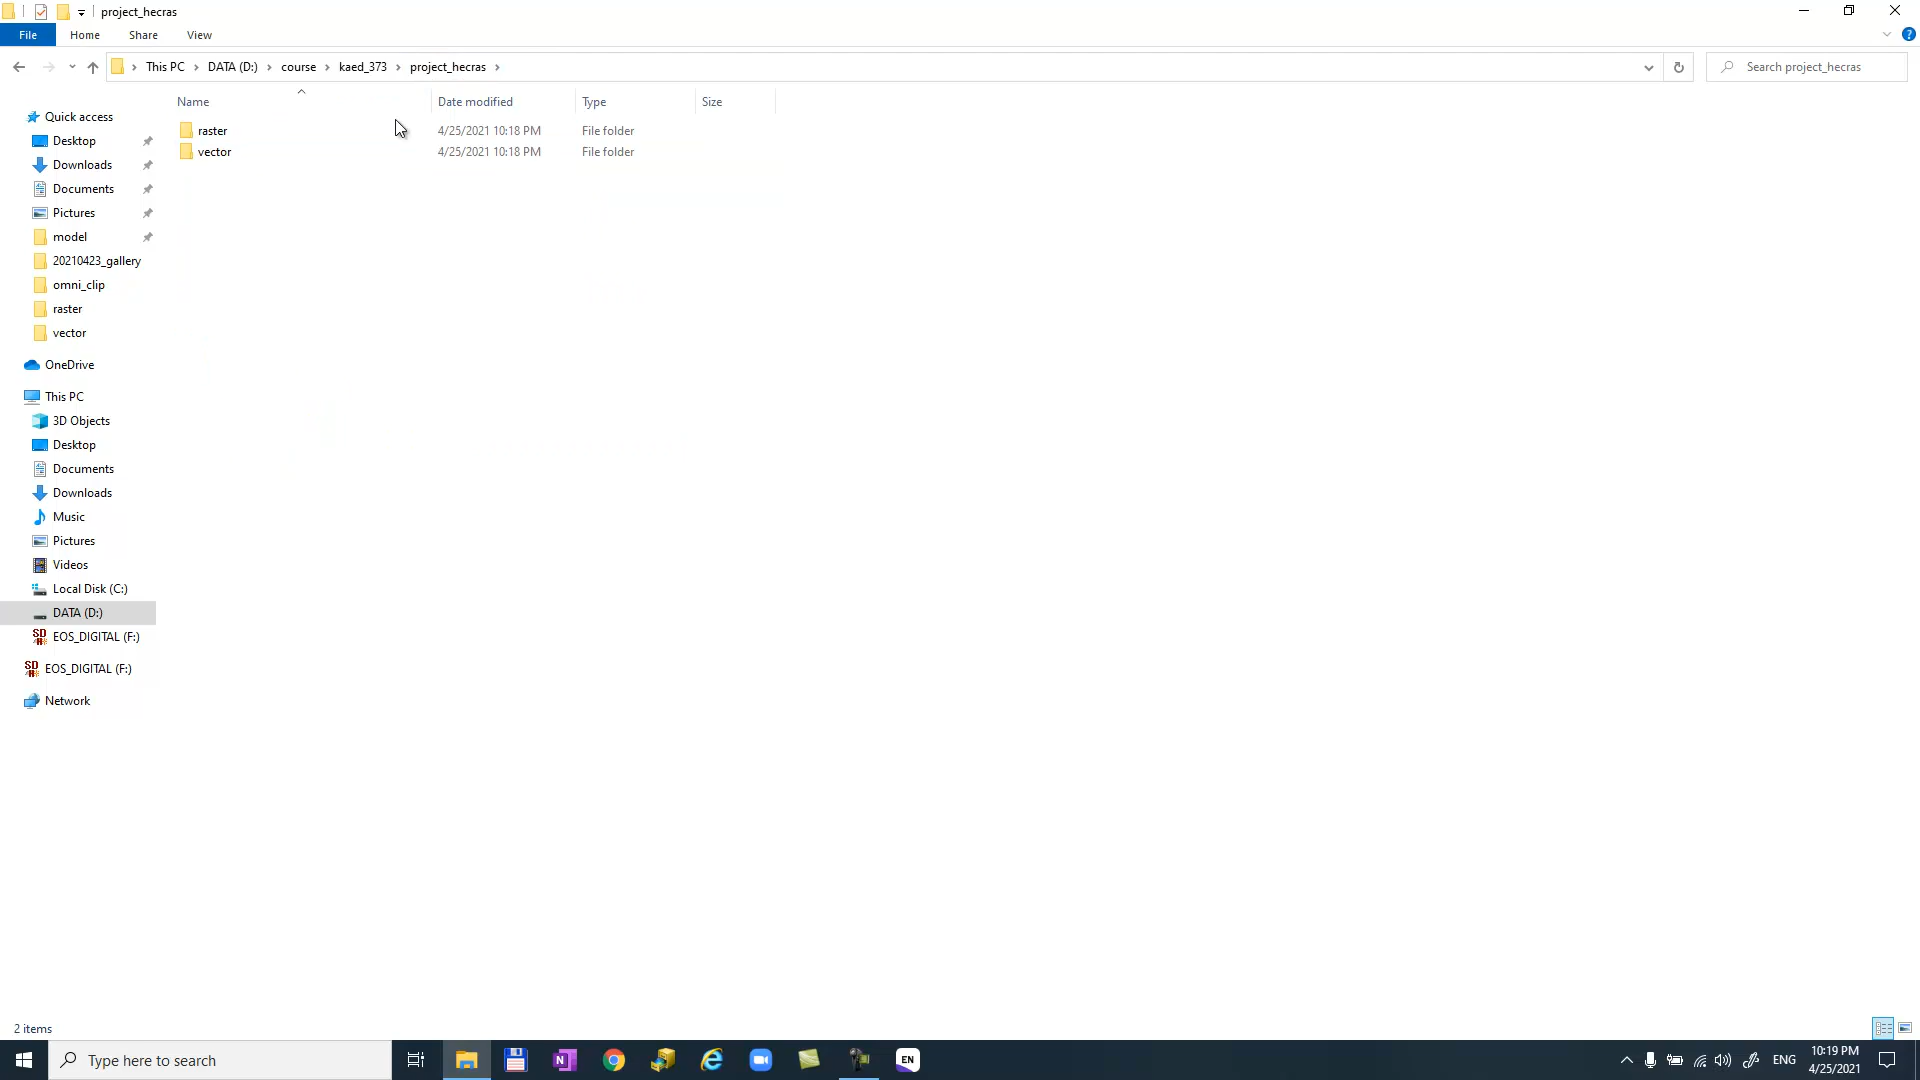 project_hecras
File Home Share View
This PC DATA (D:) course kaed_373 project_hecras
Search project_hecras
Name Date modified Type Size
raster 4/25/2021 10:18 PM File folder
vector 4/25/2021 10:18 PM File folder
Quick access
Desktop
Downloads
Documents
Pictures
model
20210423_gallery
omni_clip
raster
vector
OneDrive
This PC
3D Objects
Desktop
Documents
Downloads
Music
Pictures
Videos
Local Disk (C:)
DATA (D:)
EOS_DIGITAL (F:)
EOS_DIGITAL (F:)
Network
2 items
Type here to search
N
EN
ENG
10:19 PM
4/25/2021